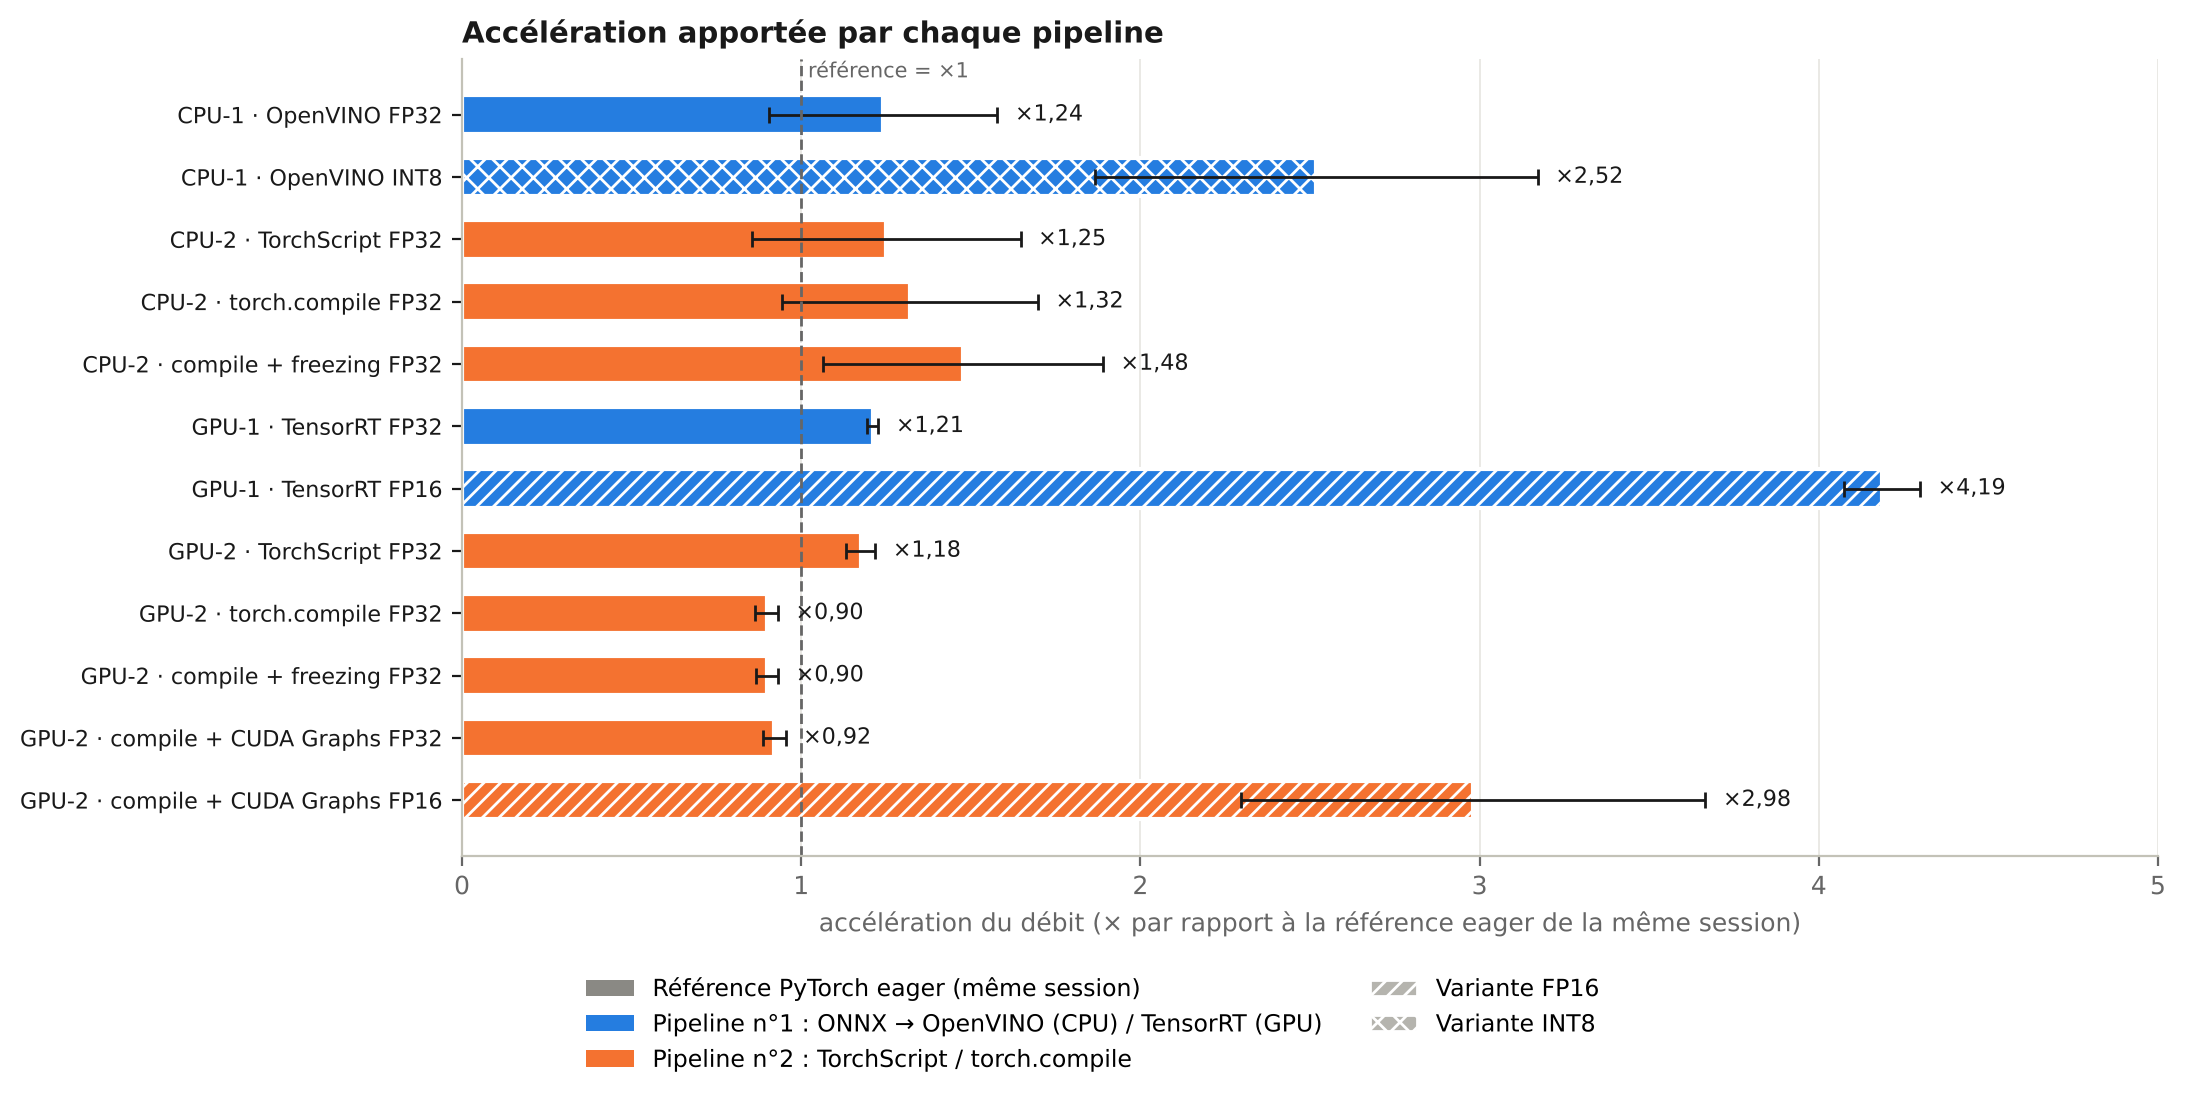 Accélération apportée par chaque pipeline
référence = ×1
CPU-1 · OpenVINO FP32 ×1,24
CPU-1 · OpenVINO INT8 ×2,52
CPU-2 · TorchScript FP32 ×1,25
CPU-2 · torch.compile FP32 ×1,32
CPU-2 · compile + freezing FP32 ×1,48
GPU-1 · TensorRT FP32 ×1,21
GPU-1 · TensorRT FP16 ×4,19
GPU-2 · TorchScript FP32 ×1,18
GPU-2 · torch.compile FP32 ×0,90
GPU-2 · compile + freezing FP32 ×0,90
GPU-2 · compile + CUDA Graphs FP32 ×0,92
GPU-2 · compile + CUDA Graphs FP16 ×2,98
0 1 2 3 4 5
accélération du débit (× par rapport à la référence eager de la même session)
Référence PyTorch eager (même session)
Pipeline n°1 : ONNX → OpenVINO (CPU) / TensorRT (GPU)
Pipeline n°2 : TorchScript / torch.compile
Variante FP16
Variante INT8